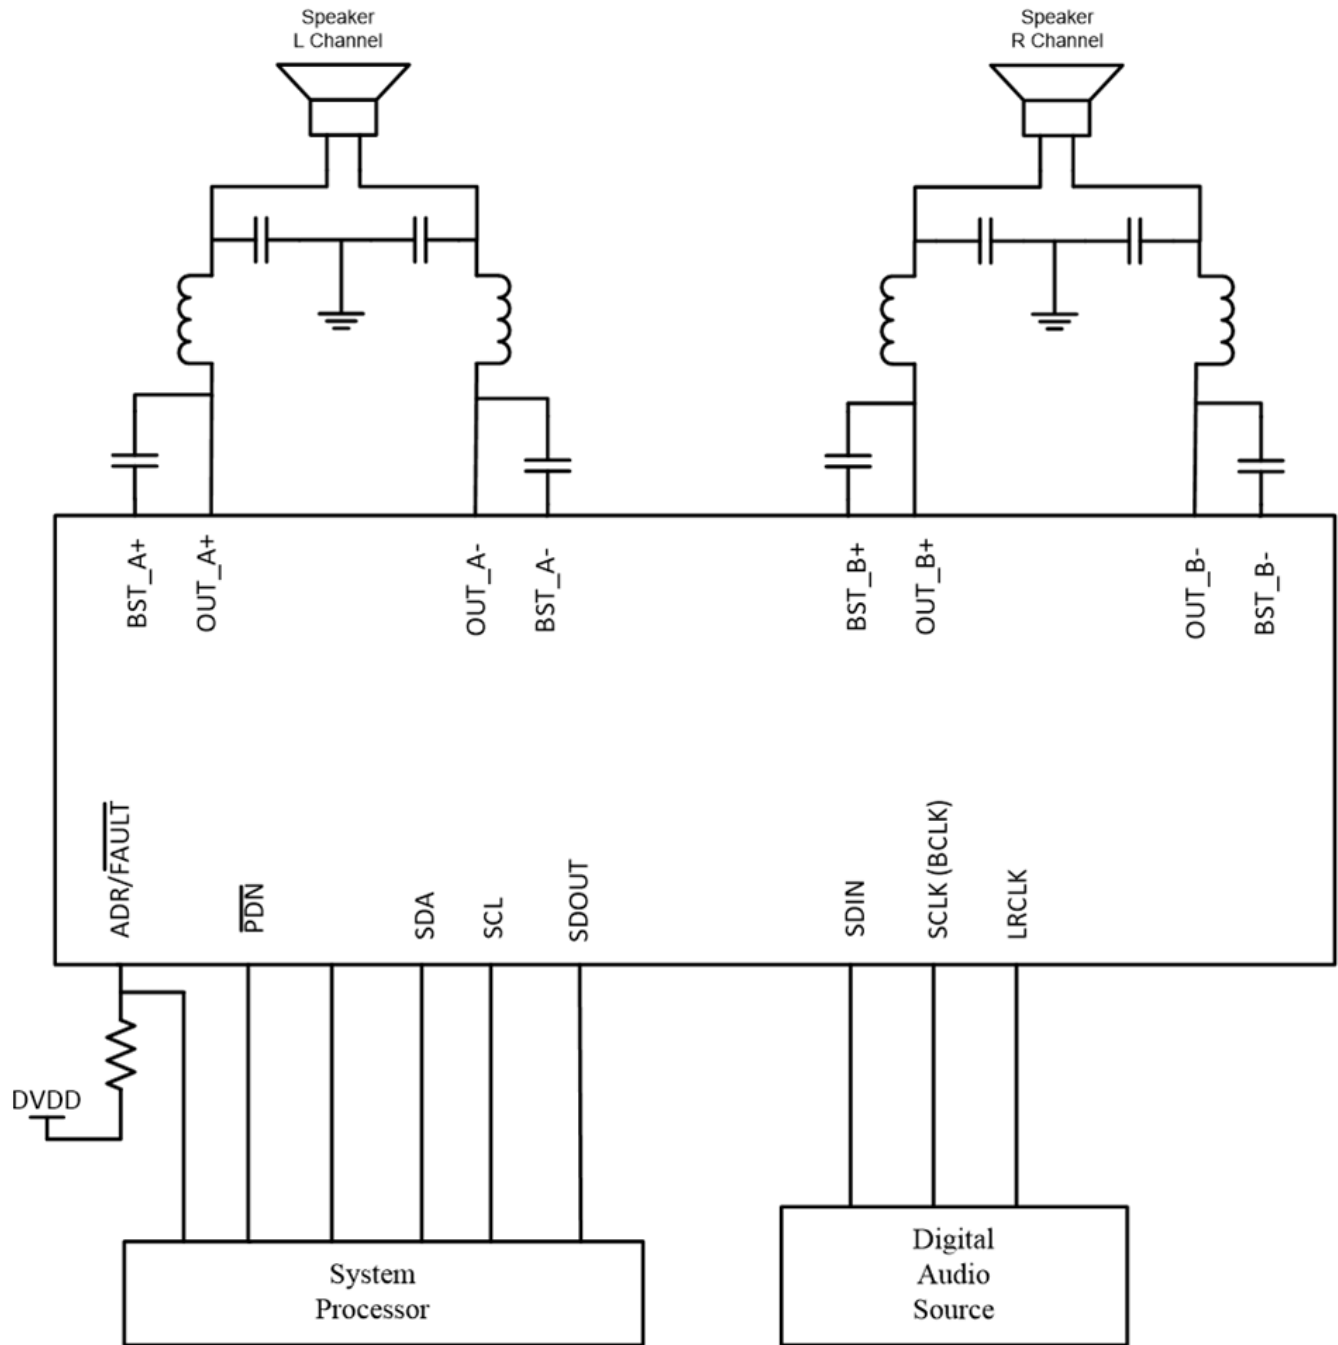 Speaker
L Channel
Speaker
R Channel
BST_A+
OUT_A+
OUT_A-
BST_A-
BST_B+
OUT_B+
OUT_B-
BST_B-
ADR/FAULT
PDN
SDA
SCL
SDOUT
SDIN
SCLK (BCLK)
LRCLK
DVDD
System
Processor
Digital
Audio
Source